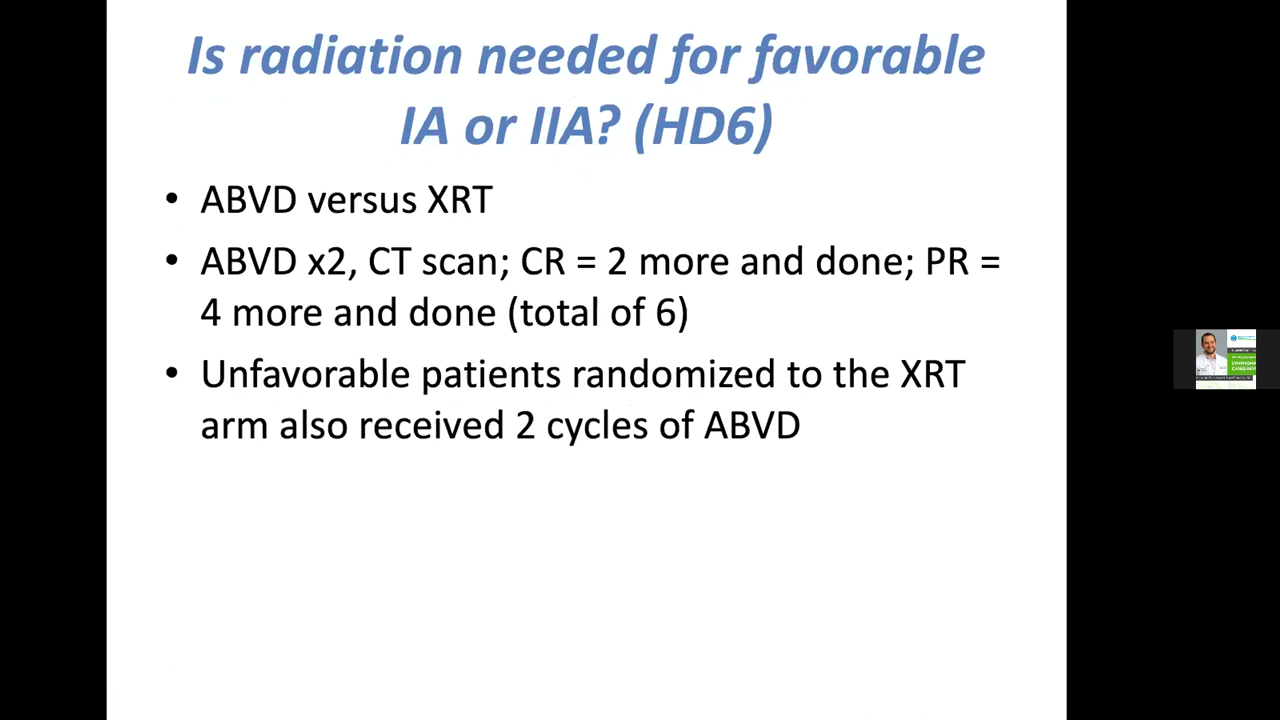 Is radiation needed for favorable
IA or IIA? (HD6)
• ABVD versus XRT
• ABVD x2, CT scan; CR = 2 more and done; PR =
4 more and done (total of 6)
• Unfavorable patients randomized to the XRT
arm also received 2 cycles of ABVD
LYMPHOMA